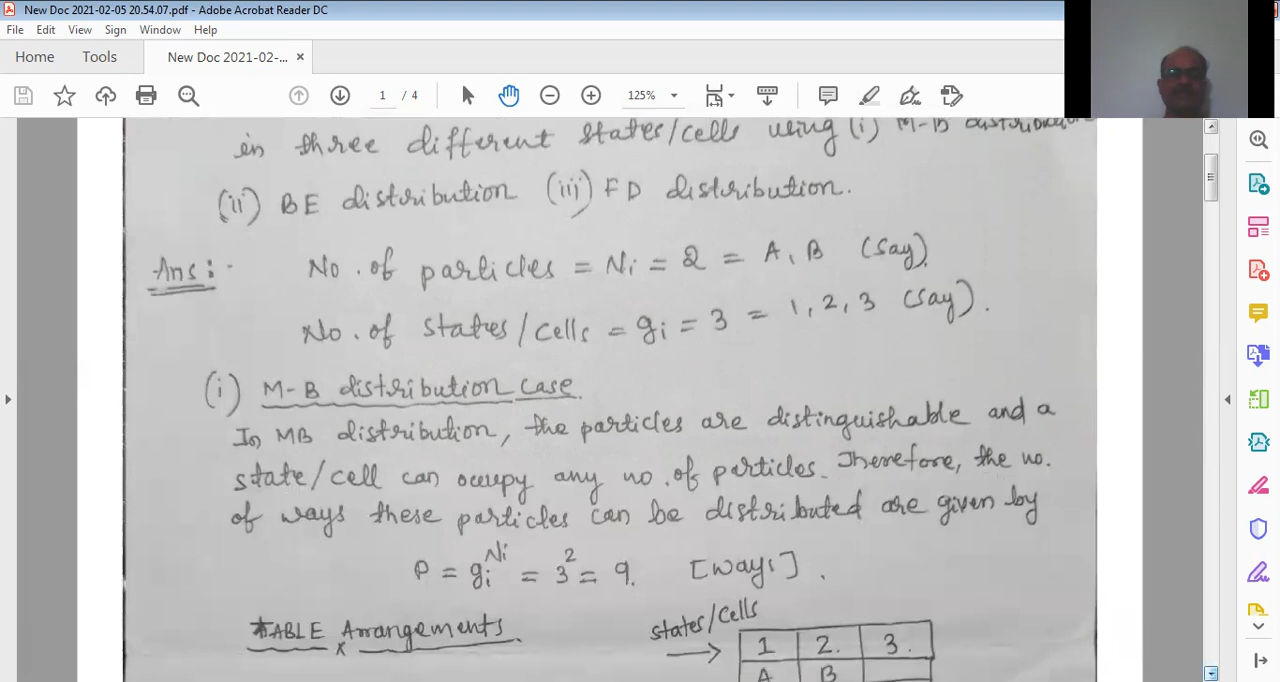 New Doc 2021-02-05 20.54.07.pdf - Adobe Acrobat Reader DC
File Edit View Sign Window Help
Home Tools New Doc 2021-02-... ×
1 / 4 125%
in three different states/cells using (i) M-B distribution
(ii) BE distribution (iii) FD distribution.
Ans:- No. of particles = Ni = 2 = A, B (Say).
No. of states/cells = gi = 3 = 1, 2, 3 (Say).
(i) M-B distribution case.
In MB distribution, the particles are distinguishable and a
state/cell can occupy any no. of particles. Therefore, the no.
of ways these particles can be distributed are given by
P = gi^Ni = 3^2 = 9. [ways].
TABLE Arrangements states/cells
1 2. 3.
A B